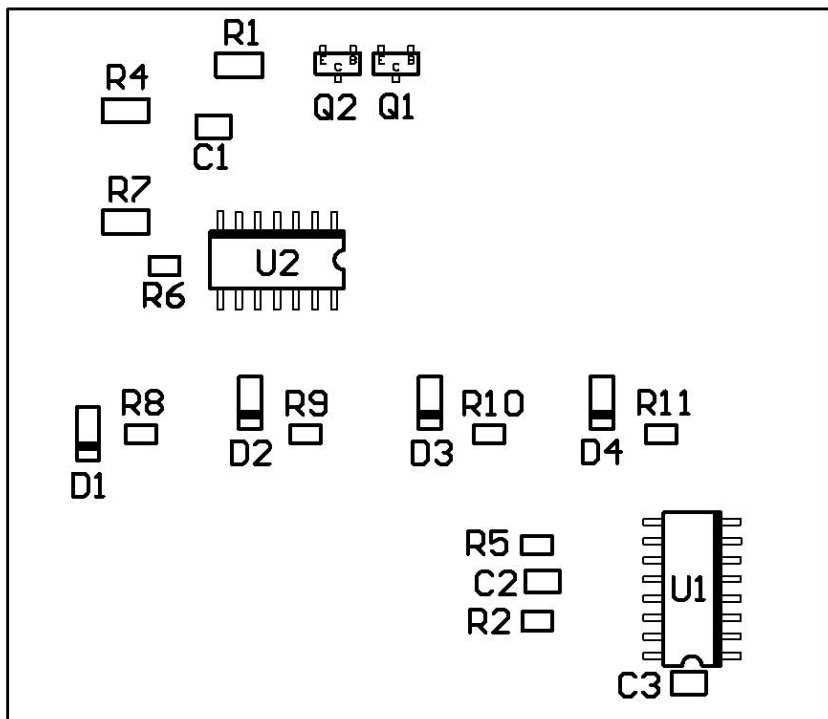 R1
R4
E B E B
C C
Q2 Q1
C1
R7
U2
R6
R8 R9 R10 R11
D1 D2 D3 D4
R5
C2 U1
R2
C3